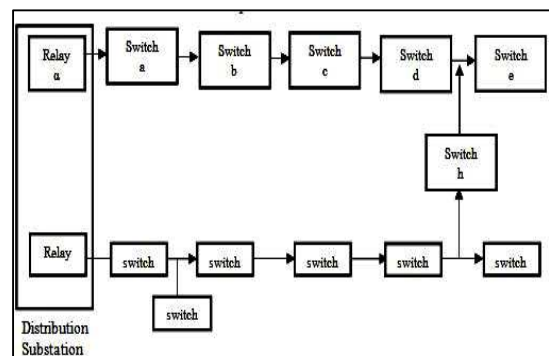 Relay
α
Switch
a
Switch
b
Switch
c
Switch
d
Switch
e
Switch
h
Relay
switch
switch
switch
switch
switch
switch
Distribution
Substation